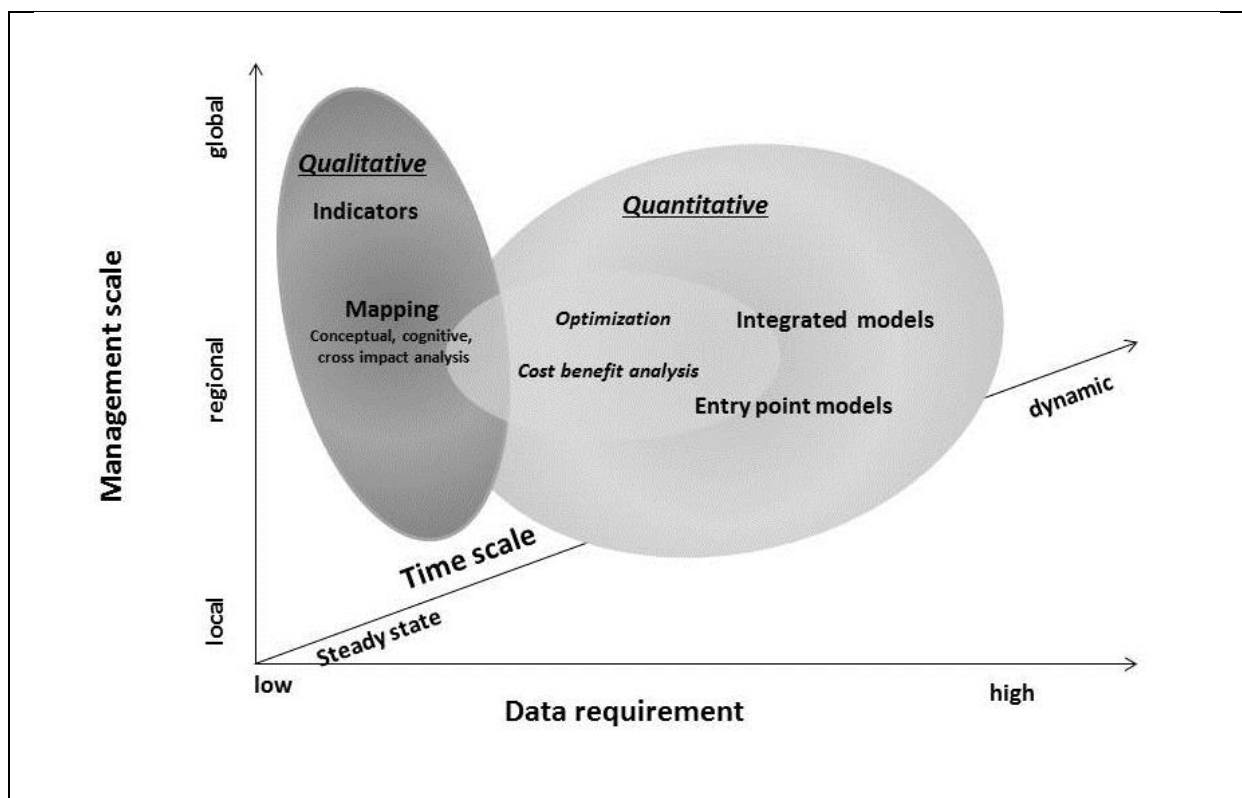 global
Qualitative
Quantitative
Indicators
Management scale
regional
Mapping
Conceptual, cognitive,
cross impact analysis
Optimization
Integrated models
Cost benefit analysis
Entry point models
dynamic
Time scale
local
Steady state
low
high
Data requirement